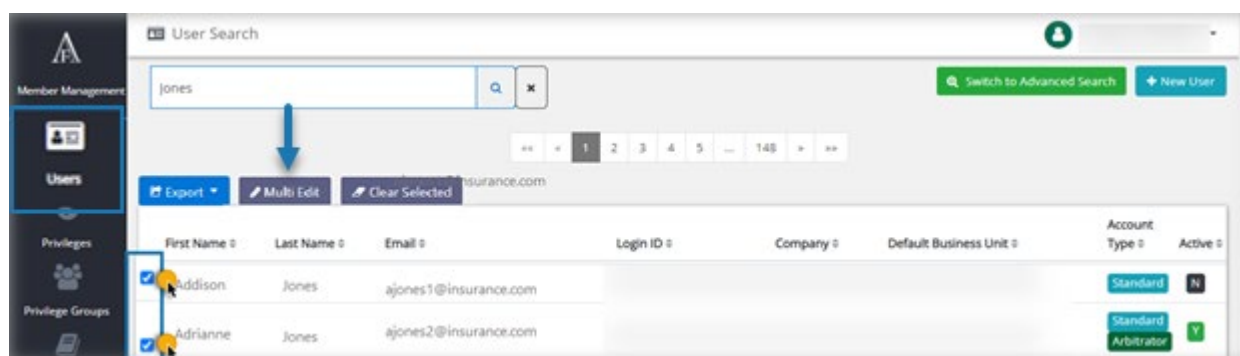 User Search
Member Management
Jones
Switch to Advanced Search
+ New User
«« « 1 2 3 4 5 ... 148 » »»
Users
Export
Multi Edit
Clear Selected
nsurance.com
Privileges
First Name
Last Name
Email
Login ID
Company
Default Business Unit
Account Type
Active
Addison Jones ajones1@insurance.com Standard N
Privilege Groups
Adrianne Jones ajones2@insurance.com Standard Arbitrator Y